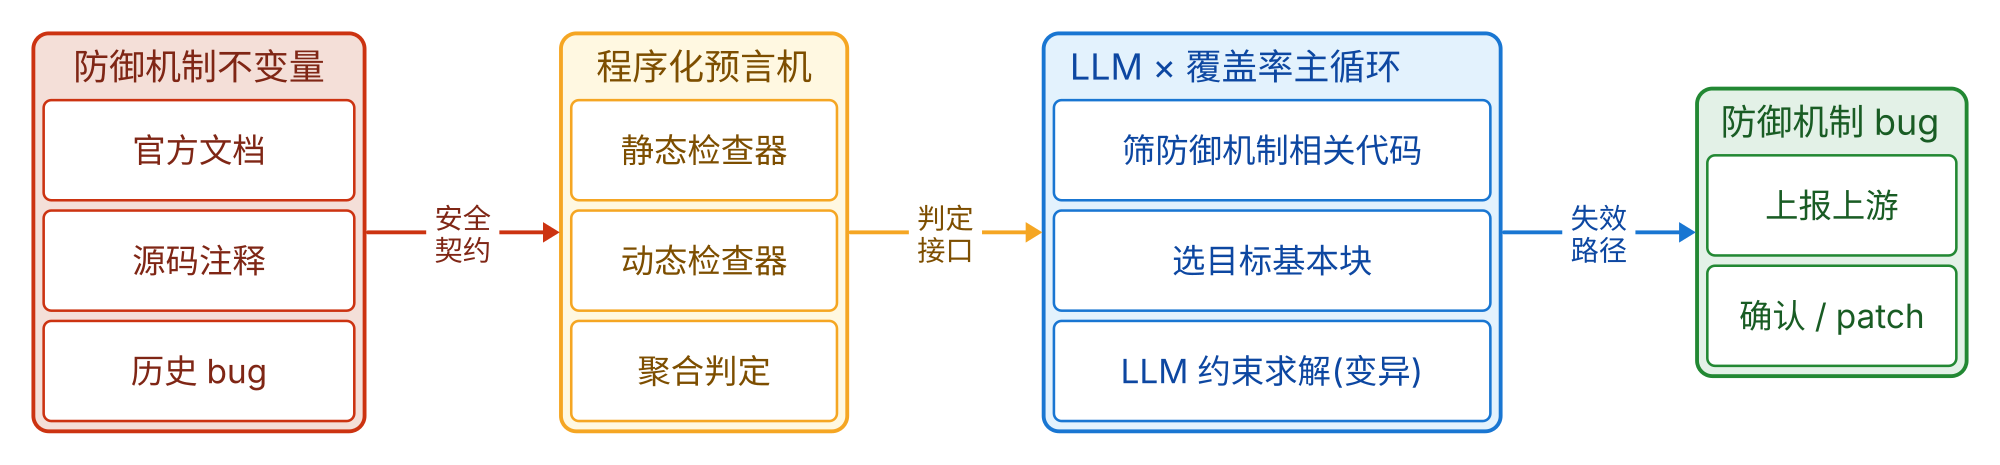 防御机制不变量
官方文档
源码注释
历史 bug
安全
契约
程序化预言机
静态检查器
动态检查器
聚合判定
判定
接口
LLM × 覆盖率主循环
筛防御机制相关代码
选目标基本块
LLM 约束求解(变异)
失效
路径
防御机制 bug
上报上游
确认 / patch